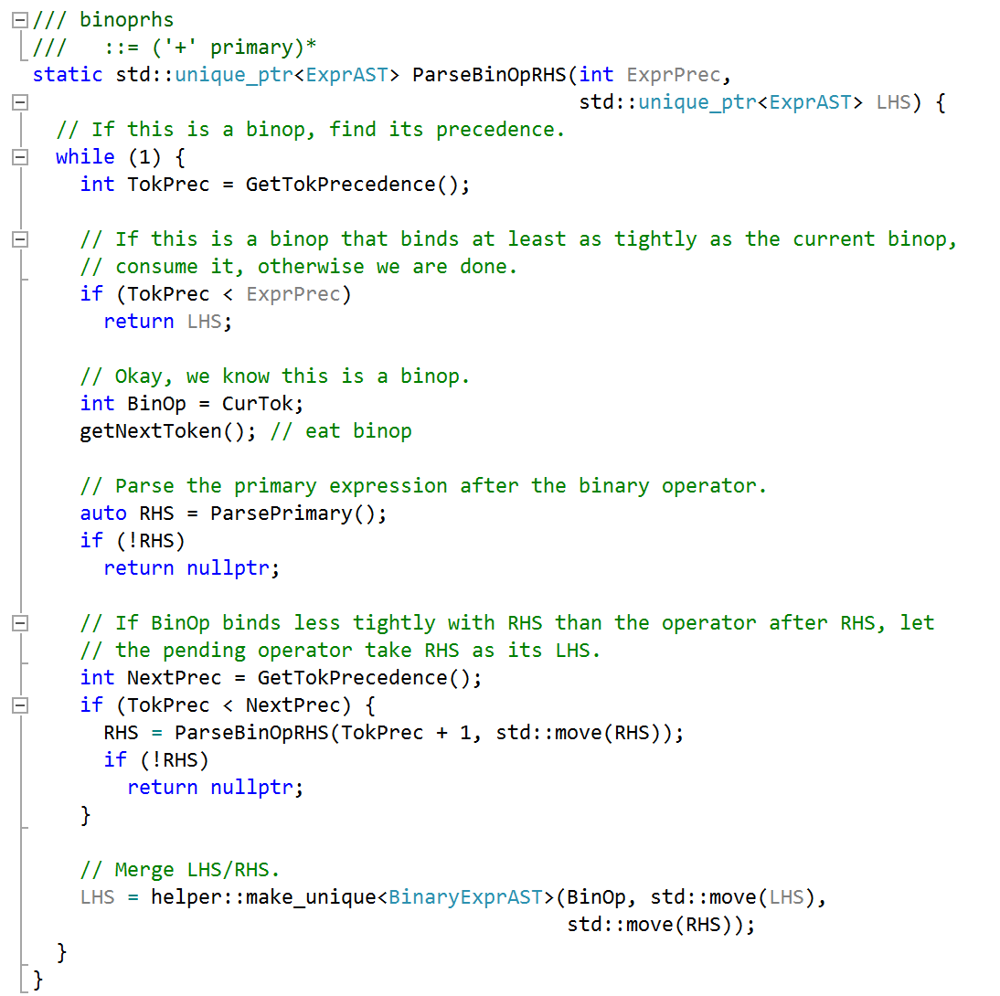 /// binoprhs
///   ::= ('+' primary)*
static std::unique_ptr<ExprAST> ParseBinOpRHS(int ExprPrec,
                                              std::unique_ptr<ExprAST> LHS) {
  // If this is a binop, find its precedence.
  while (1) {
    int TokPrec = GetTokPrecedence();

    // If this is a binop that binds at least as tightly as the current binop,
    // consume it, otherwise we are done.
    if (TokPrec < ExprPrec)
      return LHS;

    // Okay, we know this is a binop.
    int BinOp = CurTok;
    getNextToken(); // eat binop

    // Parse the primary expression after the binary operator.
    auto RHS = ParsePrimary();
    if (!RHS)
      return nullptr;

    // If BinOp binds less tightly with RHS than the operator after RHS, let
    // the pending operator take RHS as its LHS.
    int NextPrec = GetTokPrecedence();
    if (TokPrec < NextPrec) {
      RHS = ParseBinOpRHS(TokPrec + 1, std::move(RHS));
      if (!RHS)
        return nullptr;
    }

    // Merge LHS/RHS.
    LHS = helper::make_unique<BinaryExprAST>(BinOp, std::move(LHS),
                                             std::move(RHS));
  }
}